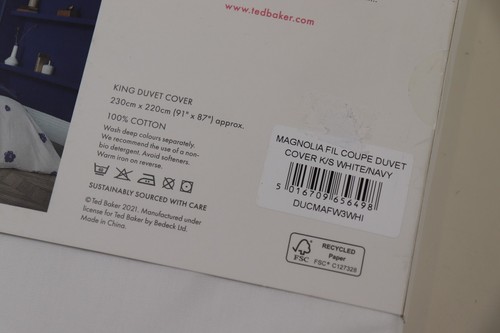 www.tedbaker.com
KING DUVET COVER
230cm x 220cm (91" x 87") approx.
100% COTTON
Wash deep colours separately.
We recommend the use of a non-
bio detergent. Avoid softeners.
Warm iron on reverse.
SUSTAINABLY SOURCED WITH CARE
©Ted Baker 2021. Manufactured under
license for Ted Baker by Bedeck Ltd.
Made in China.
MAGNOLIA FIL COUPE DUVET
COVER K/S WHITE/NAVY
5 016709 656498
DUCMAFW3WHI
FSC
RECYCLED
Paper
FSC® C127328